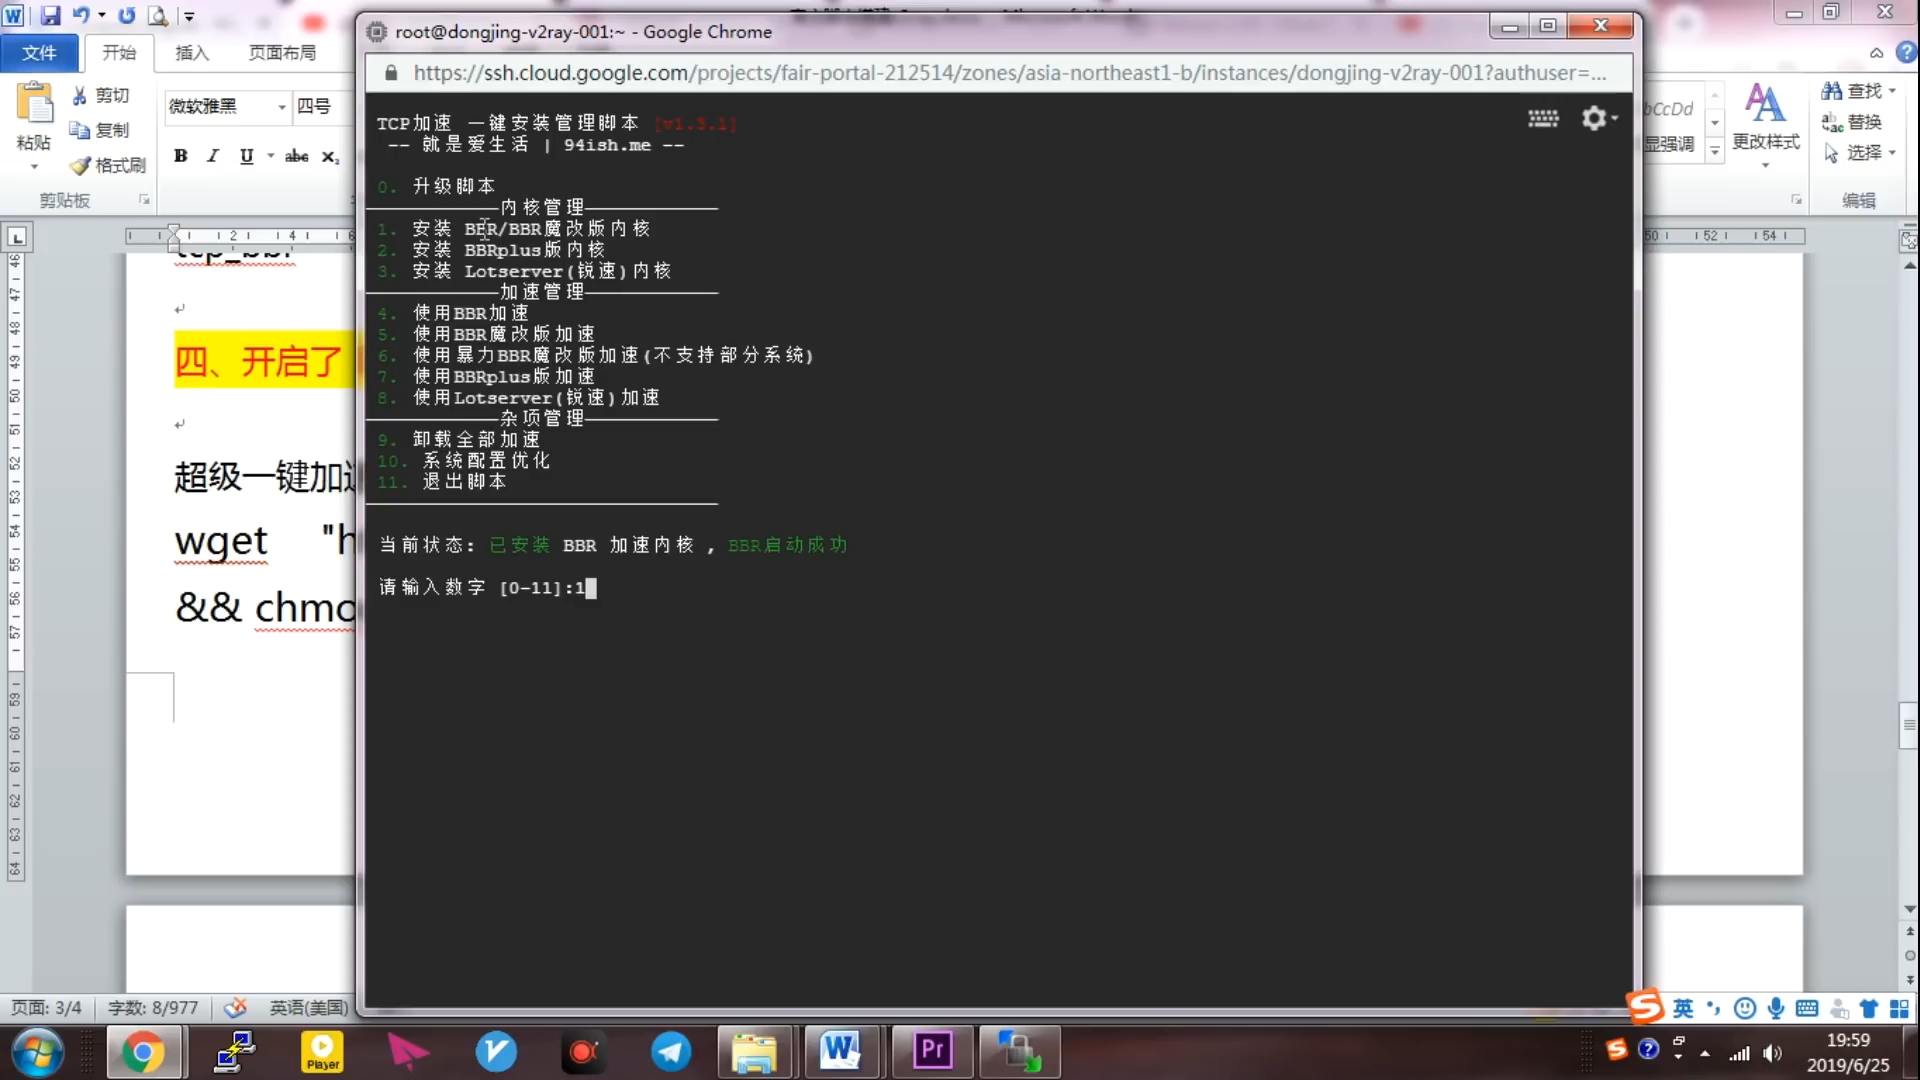 root@dongjing-v2ray-001:~ - Google Chrome
文件
开始
插入
页面布局
https://ssh.cloud.google.com/projects/fair-portal-212514/zones/asia-northeast1-b/instances/dongjing-v2ray-001?authuser=...
粘贴
剪切
复制
格式刷
剪贴板
微软雅黑
四号
B I U abc x₂
显强调
更改样式
查找
替换
选择
编辑
TCP加速 一键安装管理脚本 [v1.3.1]
-- 就是爱生活 | 94ish.me --
0. 升级脚本
内核管理
1. 安装 BBR/BBR魔改版内核
2. 安装 BBRplus版内核
3. 安装 Lotserver(锐速)内核
加速管理
4. 使用BBR加速
5. 使用BBR魔改版加速
6. 使用暴力BBR魔改版加速(不支持部分系统)
7. 使用BBRplus版加速
8. 使用Lotserver(锐速)加速
杂项管理
9. 卸载全部加速
10. 系统配置优化
11. 退出脚本
当前状态: 已安装 BBR 加速内核 , BBR启动成功
请输入数字 [0-11]:1
tcp_bbr
四、开启了
超级一键加速
wget "h
&& chmo
页面: 3/4
字数: 8/977
英语(美国)
英
Player
Pr
19:59
2019/6/25